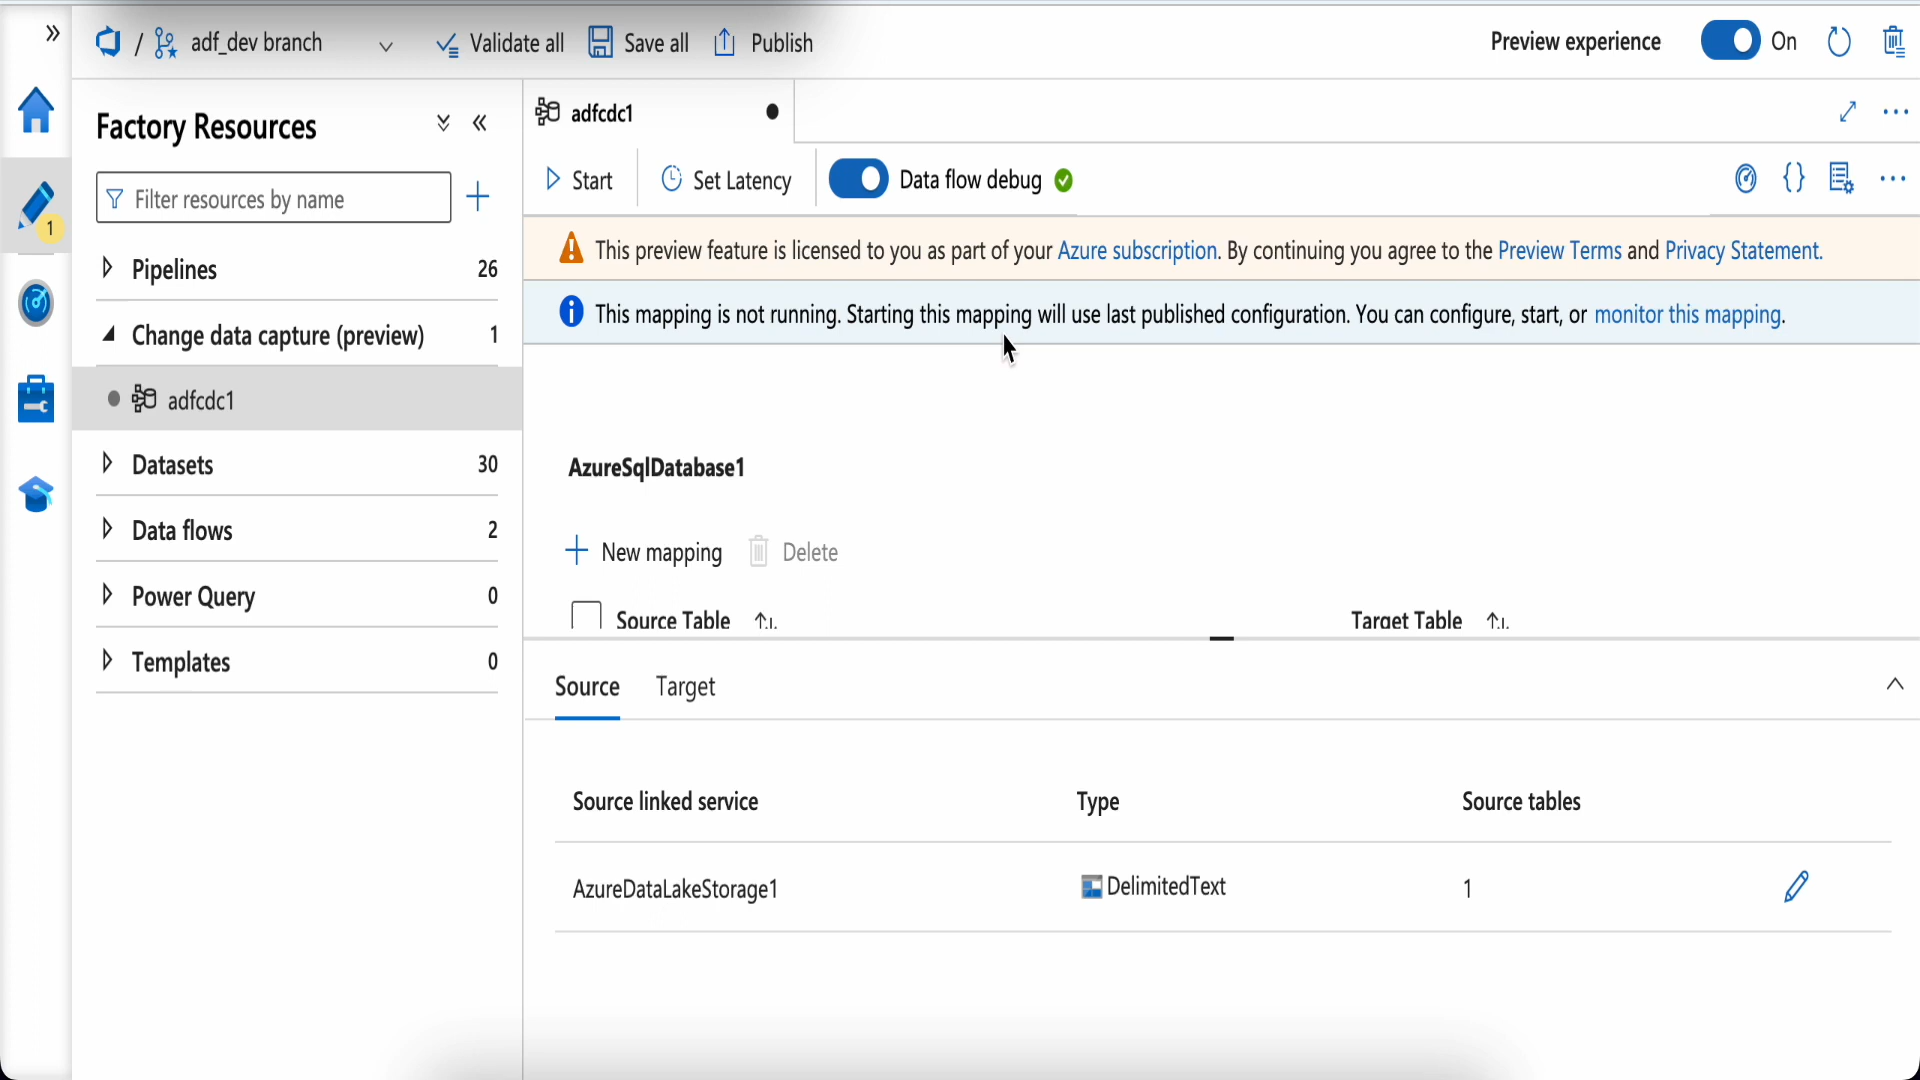 / adf_dev branch Validate all Save all Publish Preview experience On
Factory Resources
Filter resources by name
Pipelines 26
Change data capture (preview) 1
adfcdc1
Datasets 30
Data flows 2
Power Query 0
Templates 0
1
adfcdc1
Start Set Latency Data flow debug
This preview feature is licensed to you as part of your Azure subscription. By continuing you agree to the Preview Terms and Privacy Statement.
This mapping is not running. Starting this mapping will use last published configuration. You can configure, start, or monitor this mapping.
AzureSqlDatabase1
New mapping Delete
Source Table Target Table
Source Target
Source linked service Type Source tables
AzureDataLakeStorage1 DelimitedText 1